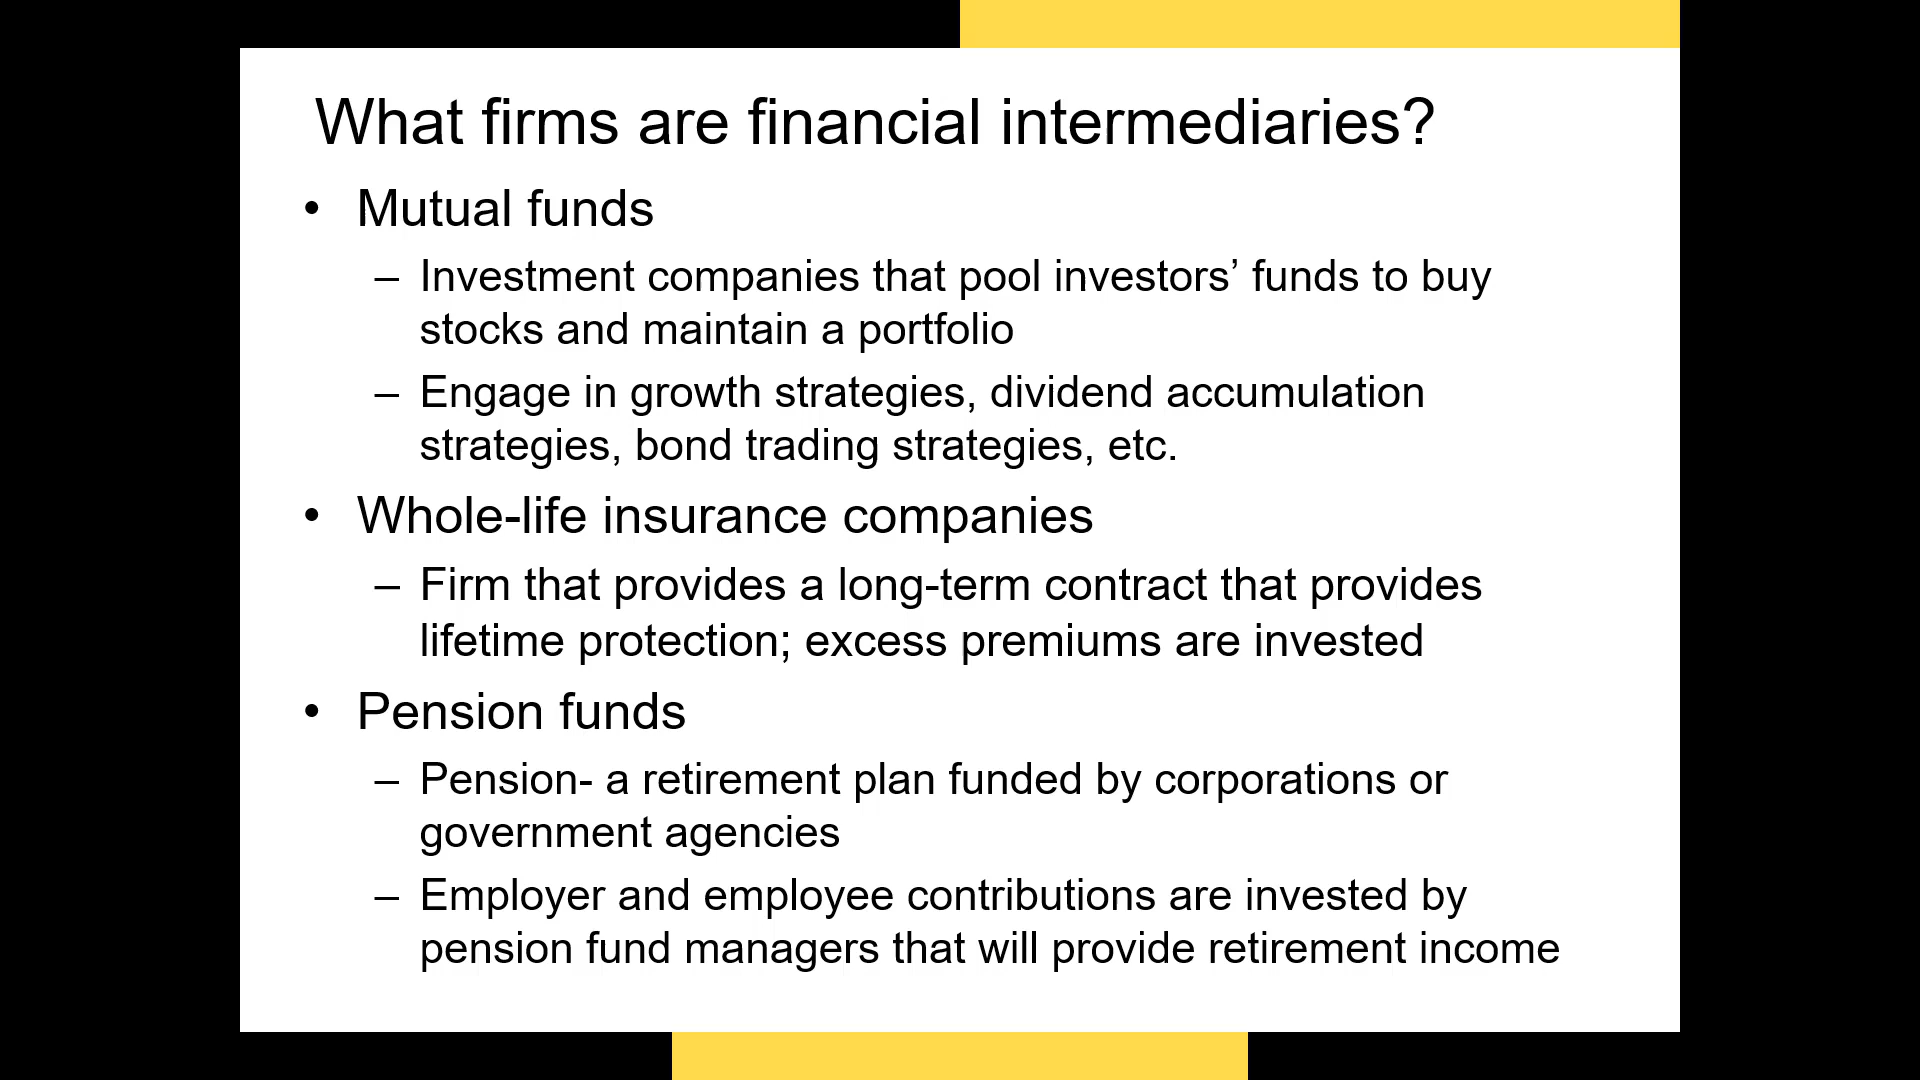 What firms are financial intermediaries?
• Mutual funds
– Investment companies that pool investors’ funds to buy
stocks and maintain a portfolio
– Engage in growth strategies, dividend accumulation
strategies, bond trading strategies, etc.
• Whole-life insurance companies
– Firm that provides a long-term contract that provides
lifetime protection; excess premiums are invested
• Pension funds
– Pension- a retirement plan funded by corporations or
government agencies
– Employer and employee contributions are invested by
pension fund managers that will provide retirement income